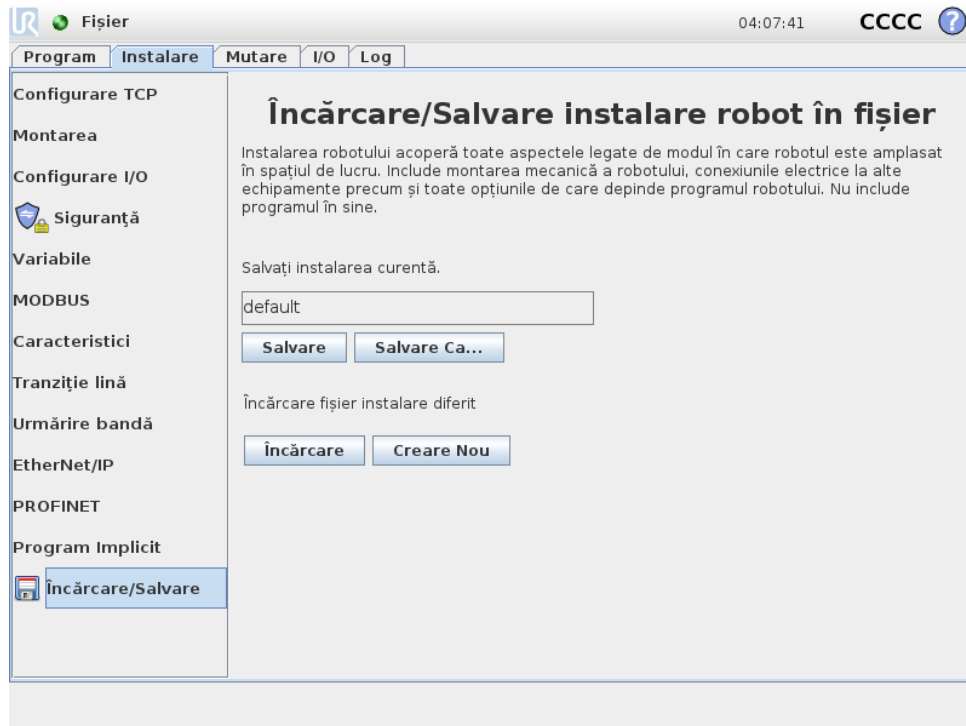 UR Fișier 04:07:41 CCCC ?
Program Instalare Mutare I/O Log
Configurare TCP
Montarea
Configurare I/O
Siguranță
Variabile
MODBUS
Caracteristici
Tranziție lină
Urmărire bandă
EtherNet/IP
PROFINET
Program Implicit
Încărcare/Salvare
Încărcare/Salvare instalare robot în fișier
Instalarea robotului acoperă toate aspectele legate de modul în care robotul este amplasat
în spațiul de lucru. Include montarea mecanică a robotului, conexiunile electrice la alte
echipamente precum și toate opțiunile de care depinde programul robotului. Nu include
programul în sine.
Salvați instalarea curentă.
default
Salvare Salvare Ca...
Încărcare fișier instalare diferit
Încărcare Creare Nou